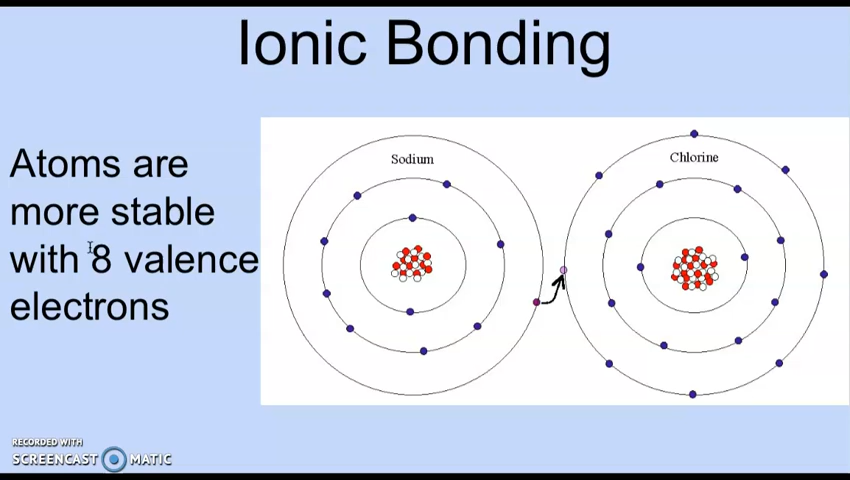 Ionic Bonding
Atoms are
more stable
with 8 valence
electrons
Sodium
Chlorine
RECORDED WITH
SCREENCAST MATIC